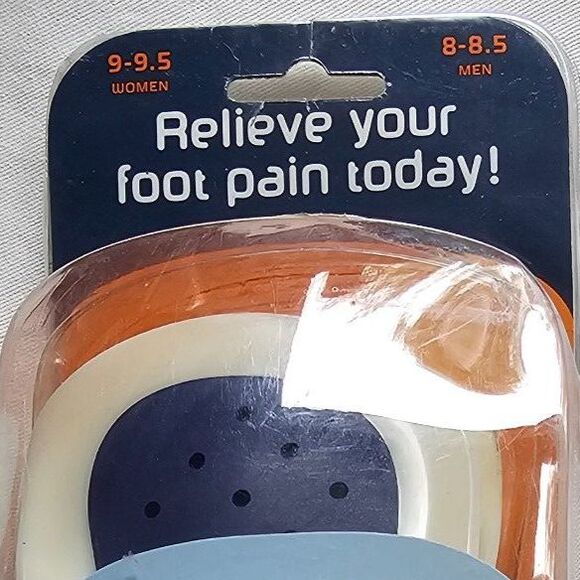 9-9.5
WOMEN
8-8.5
MEN
Relieve your
foot pain today!